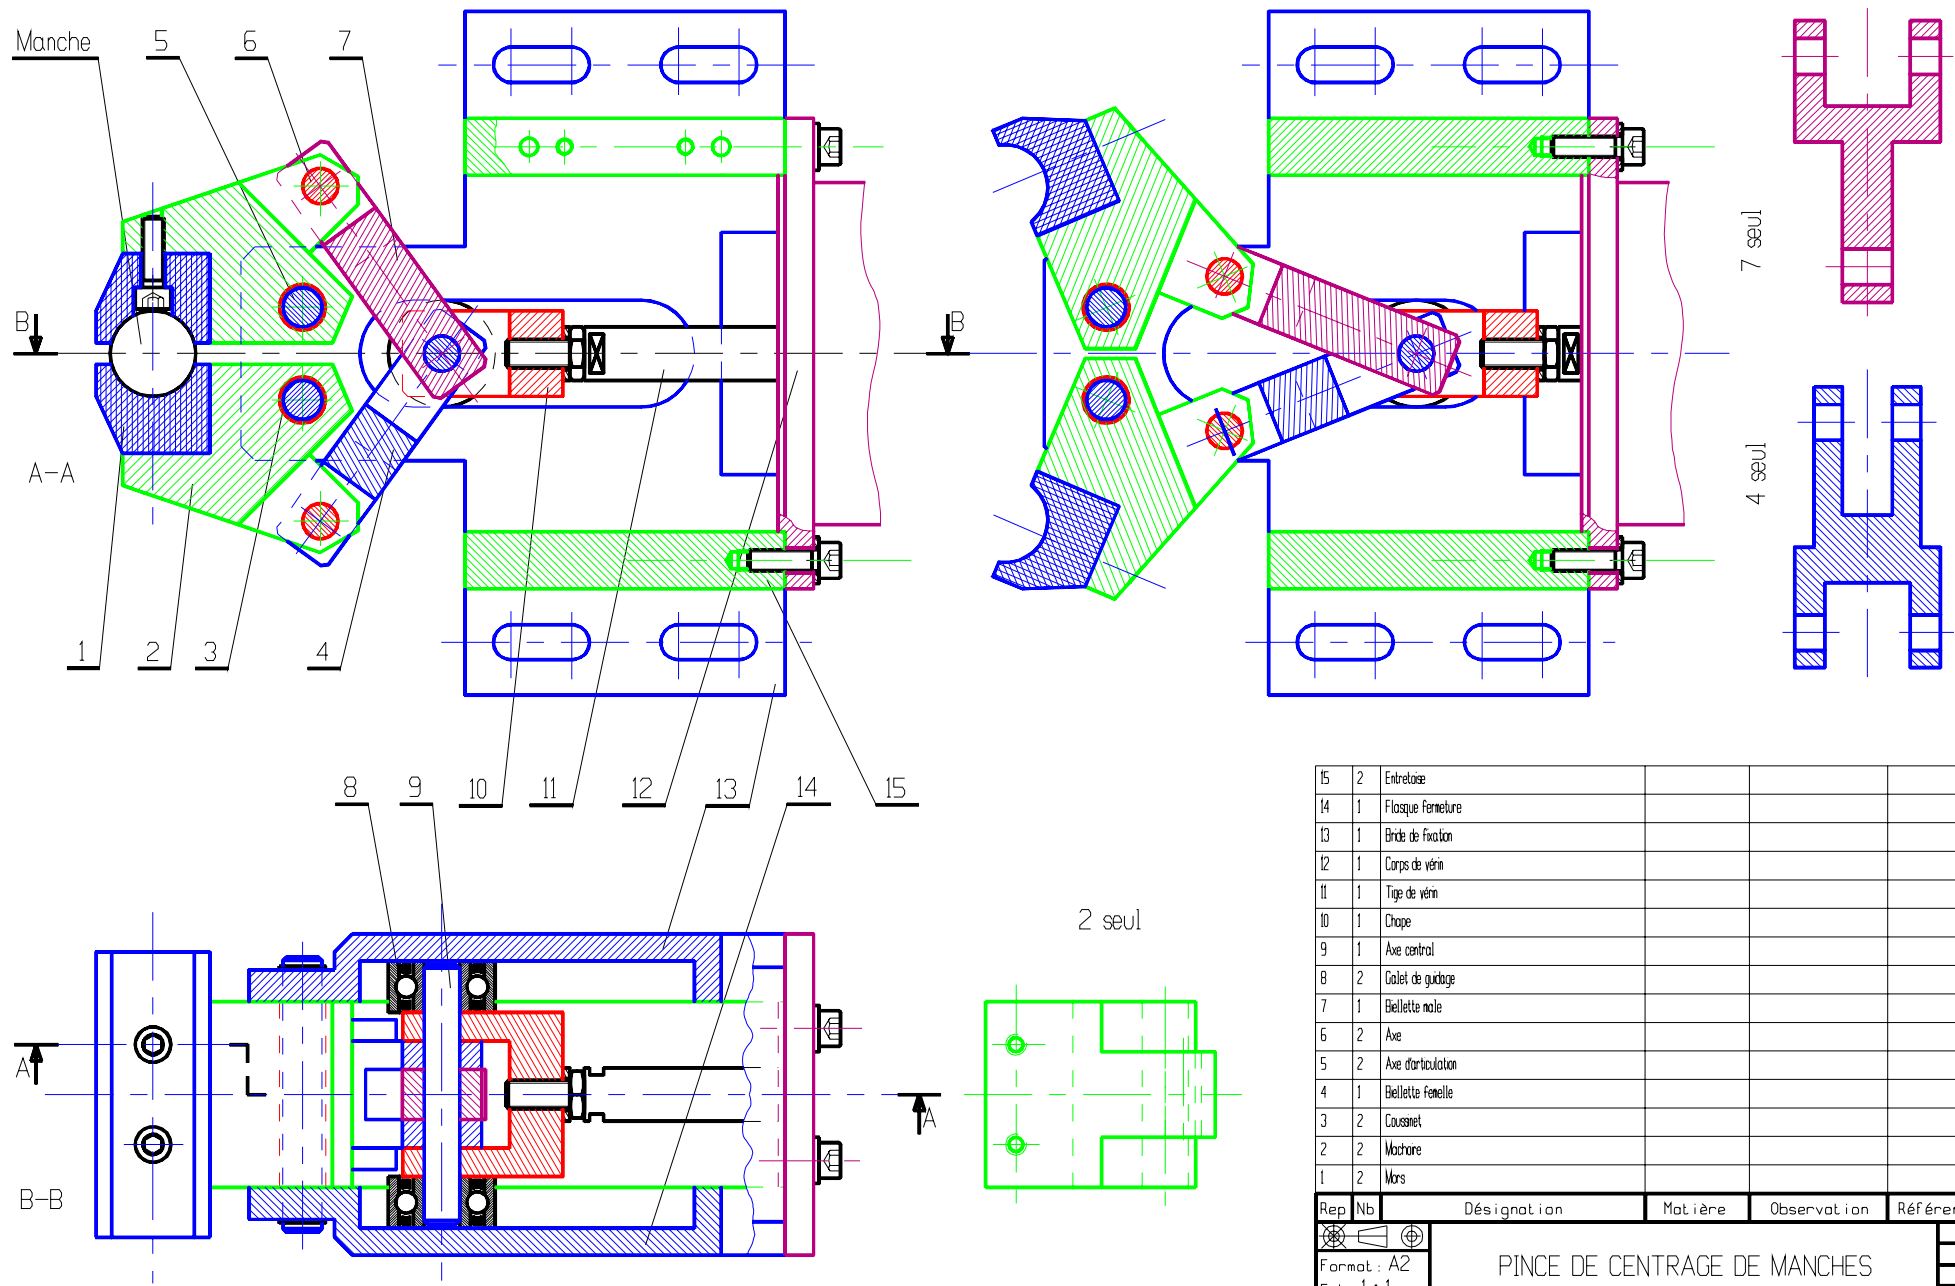 Manche
5
6
7
B
B
A-A
7 seul
4 seul
1
2
3
4
8
9
10
11
12
13
14
15
2 seul
A
A
B-B
15 2 Entretoise
14 1 Flasque fermeture
13 1 Bride de fixation
12 1 Corps de vérin
11 1 Tige de vérin
10 1 Chape
9 1 Axe central
8 2 Galet de guidage
7 1 Biellette male
6 2 Axe
5 2 Axe d'articulation
4 1 Biellette femelle
3 2 Coussinet
2 2 Machoire
1 2 Mors
Rep Nb Désignation Matière Observation Référen
Format : A2
PINCE DE CENTRAGE DE MANCHES